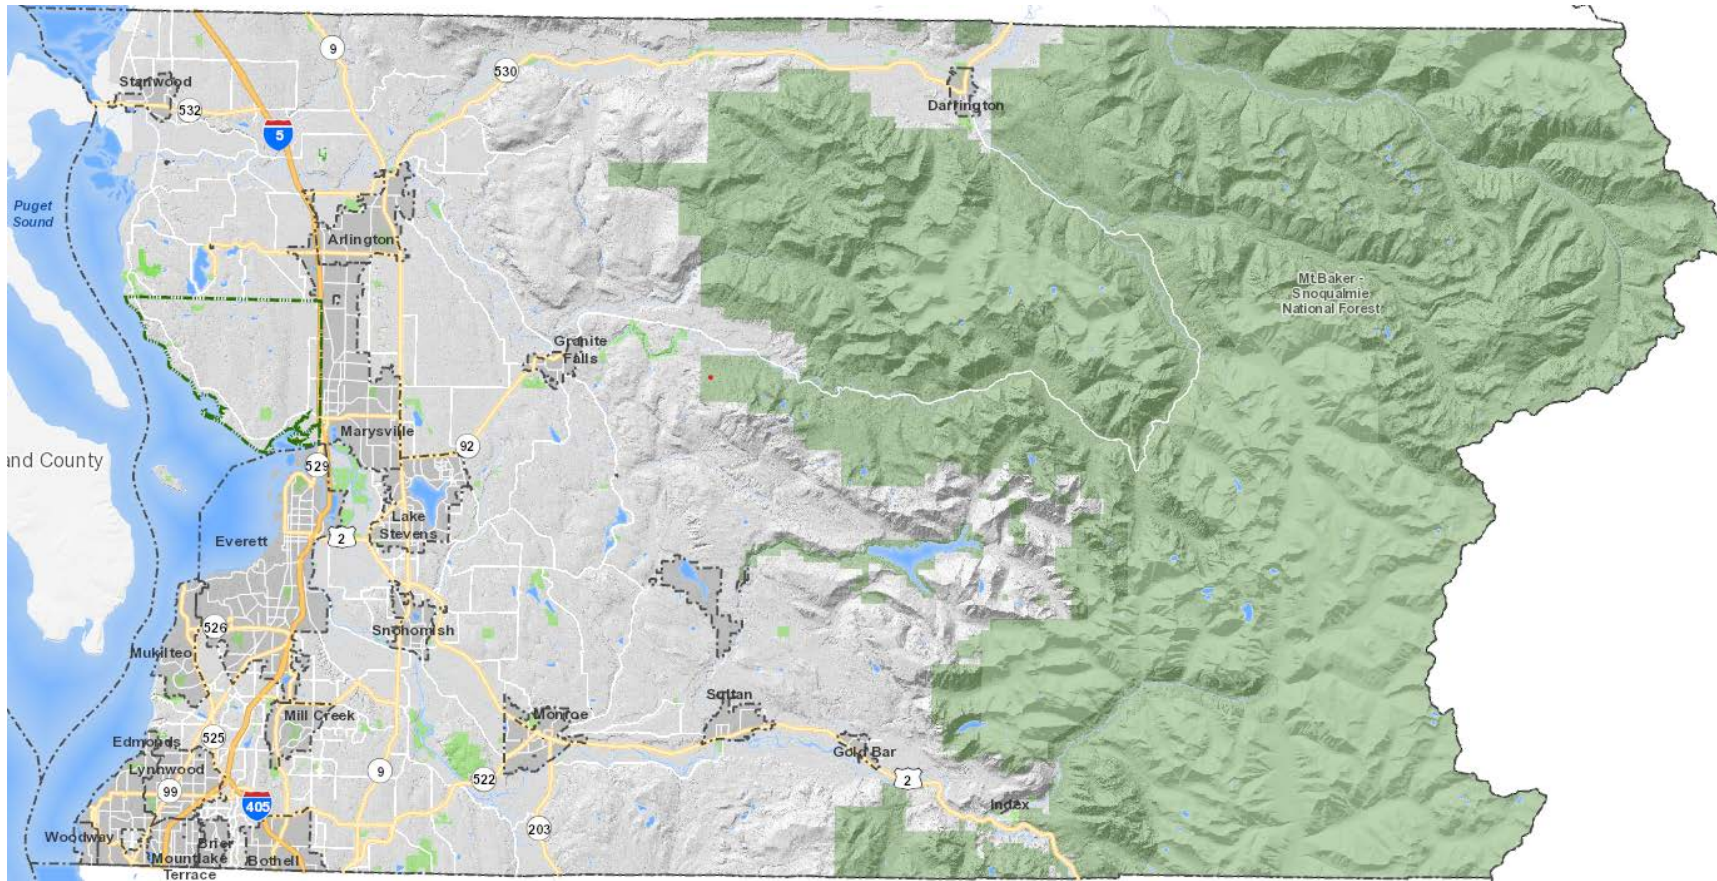 9
530
Stanwood
532
5
Darrington
Puget
Sound
Arlington
Mt Baker -
Snoqualmie
National Forest
Granite
Falls
Marysville
92
and County
529
Lake
Stevens
Everett
2
526
Snohomish
Mukilteo
Sultan
Monroe
Mill Creek
525
Edmonds
Gold Bar
Lynnwood
9
522
2
99
405
Index
203
Woodway
Brier
Mountlake
Terrace
Bothell